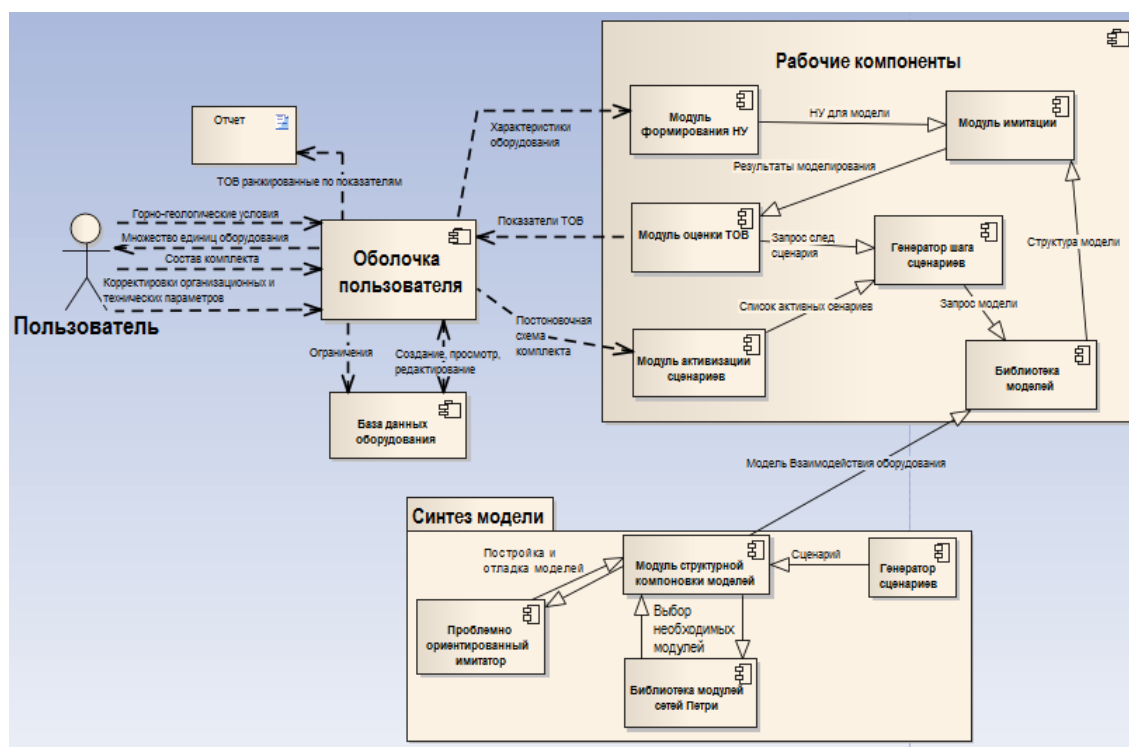 Рабочие компоненты
Отчет
Характеристики
оборудования
Модуль
формирования НУ
НУ для модели
Модуль имитации
ТОВ ранжированные по показателям
Результаты моделирования
Горно-геологические условия
Множество единиц оборудования
Состав комплекта
Корректировки организационных и
технических параметров
Пользователь
Оболочка
пользователя
Показатели ТОВ
Модуль оценки ТОВ
Запрос след
сценария
Генератор шага
сценариев
Структура модели
Список активных сенариев
Запрос модели
Постоновочная
схема
комплекта
Модуль активизации
сценариев
Библиотека
моделей
Ограничения
Создание, просмотр,
редактирование
База данных
оборудования
Модель Взаимодействия оборудования
Синтез модели
Постройка и
отладка моделей
Модуль структурной
компоновки моделей
Сценарий
Генератор
сценариев
Проблемно
ориентированный
имитатор
Выбор
необходимых
модулей
Библиотека модулей
сетей Петри